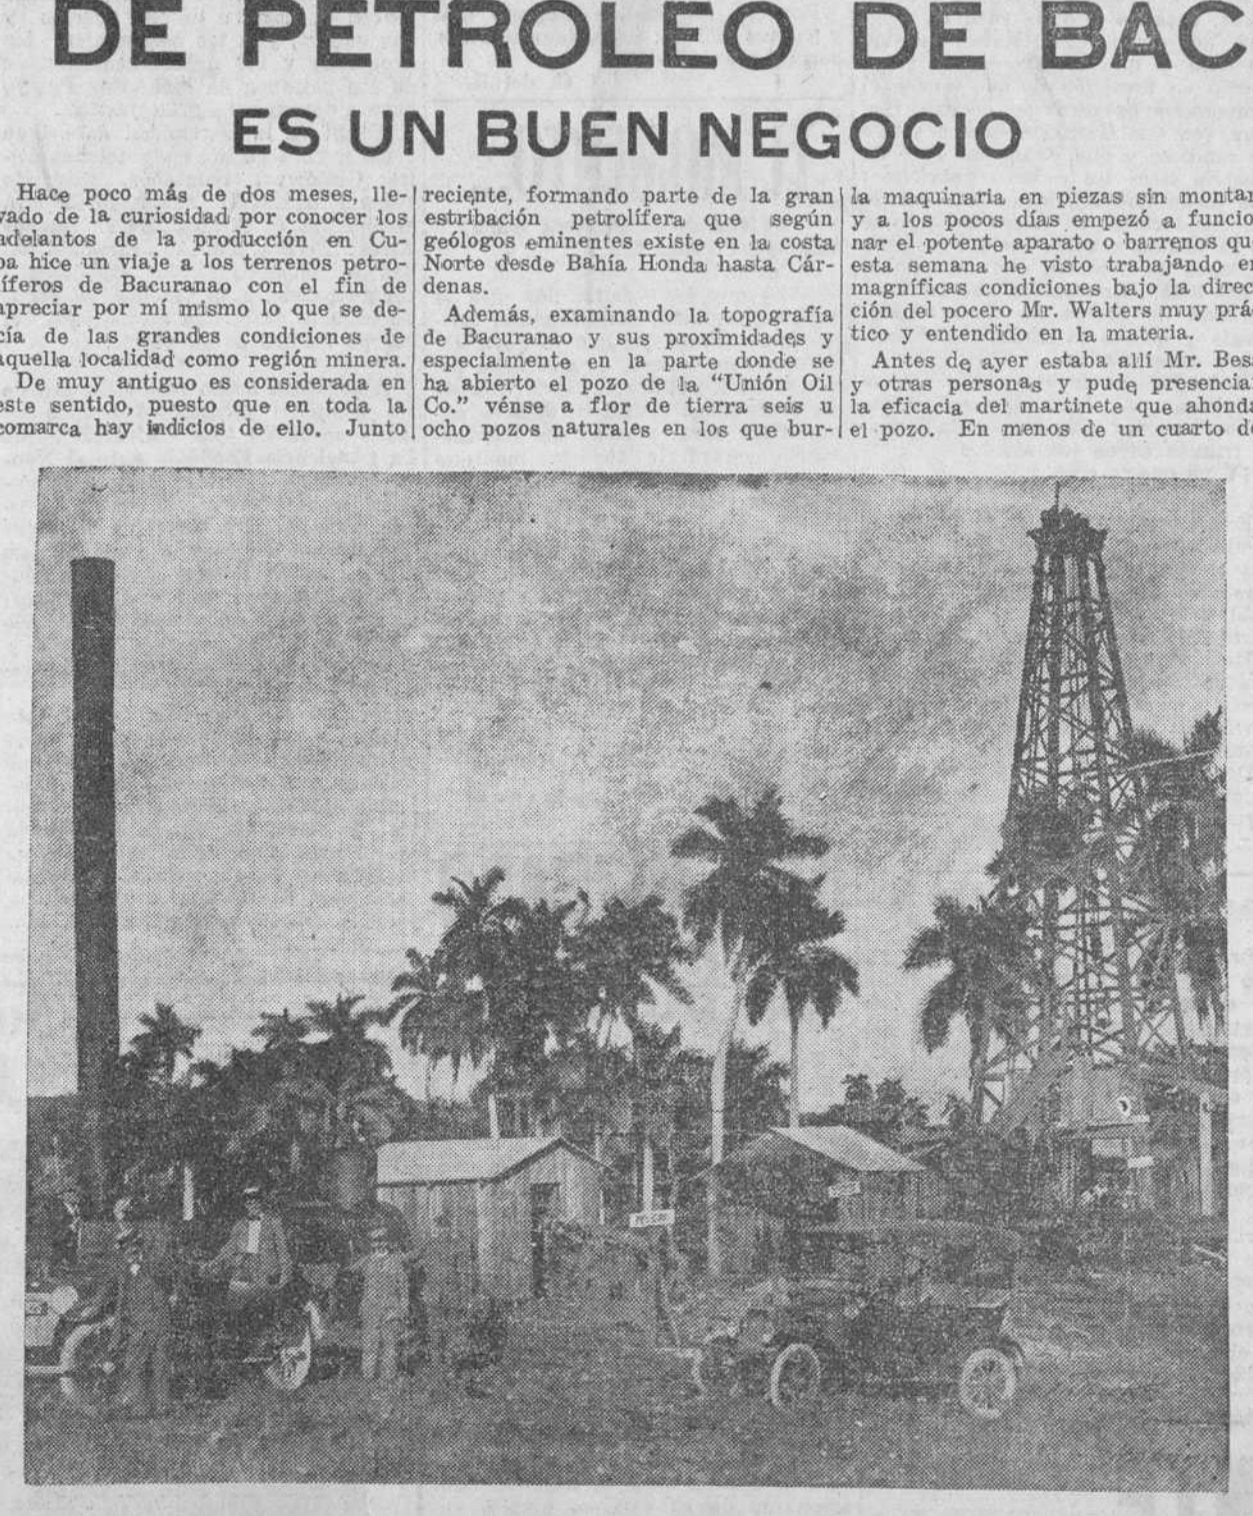 DE PETROLEO DE BAC
ES UN BUEN NEGOCIO
Hace poco más de dos meses, lle-
vado de la curiosidad por conocer los
adelantos de la producción en Cu-
ba hice un viaje a los terrenos petro-
líferos de Bacuranao con el fin de
apreciar por mí mismo lo que se de-
cía de las grandes condiciones de
aquella localidad como región minera.
De muy antiguo es considerada en
este sentido, puesto que en toda la
comarca hay indicios de ello. Junto
reciente, formando parte de la gran
estribación petrolífera que según
geólogos eminentes existe en la costa
Norte desde Bahía Honda hasta Cár-
denas.
Además, examinando la topografía
de Bacuranao y sus proximidades y
especialmente en la parte donde se
ha abierto el pozo de la "Unión Oil
Co." vénse a flor de tierra seis u
ocho pozos naturales en los que bur-
la maquinaria en piezas sin montar
y a los pocos días empezó a funcio
nar el potente aparato o barrenos qu
esta semana he visto trabajando en
magníficas condiciones bajo la direc
ción del pocero Mr. Walters muy prá
tico y entendido en la materia.
Antes de ayer estaba allí Mr. Bes
y otras personas y pude presencia
la eficacia del martinete que ahonda
el pozo. En menos de un cuarto de